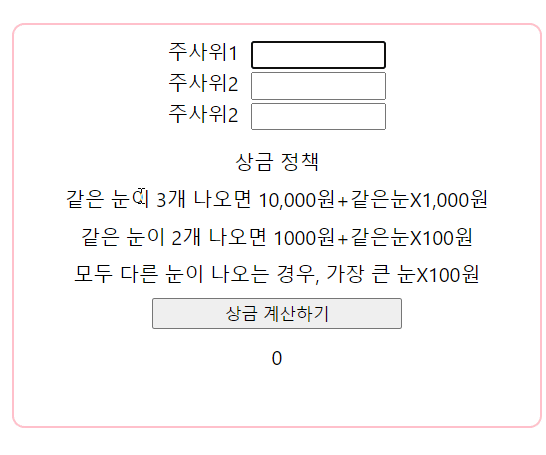 주사위1
주사위2
주사위2
상금 정책
같은 눈이 3개 나오면 10,000원+같은눈X1,000원
같은 눈이 2개 나오면 1000원+같은눈X100원
모두 다른 눈이 나오는 경우, 가장 큰 눈X100원
상금 계산하기
0